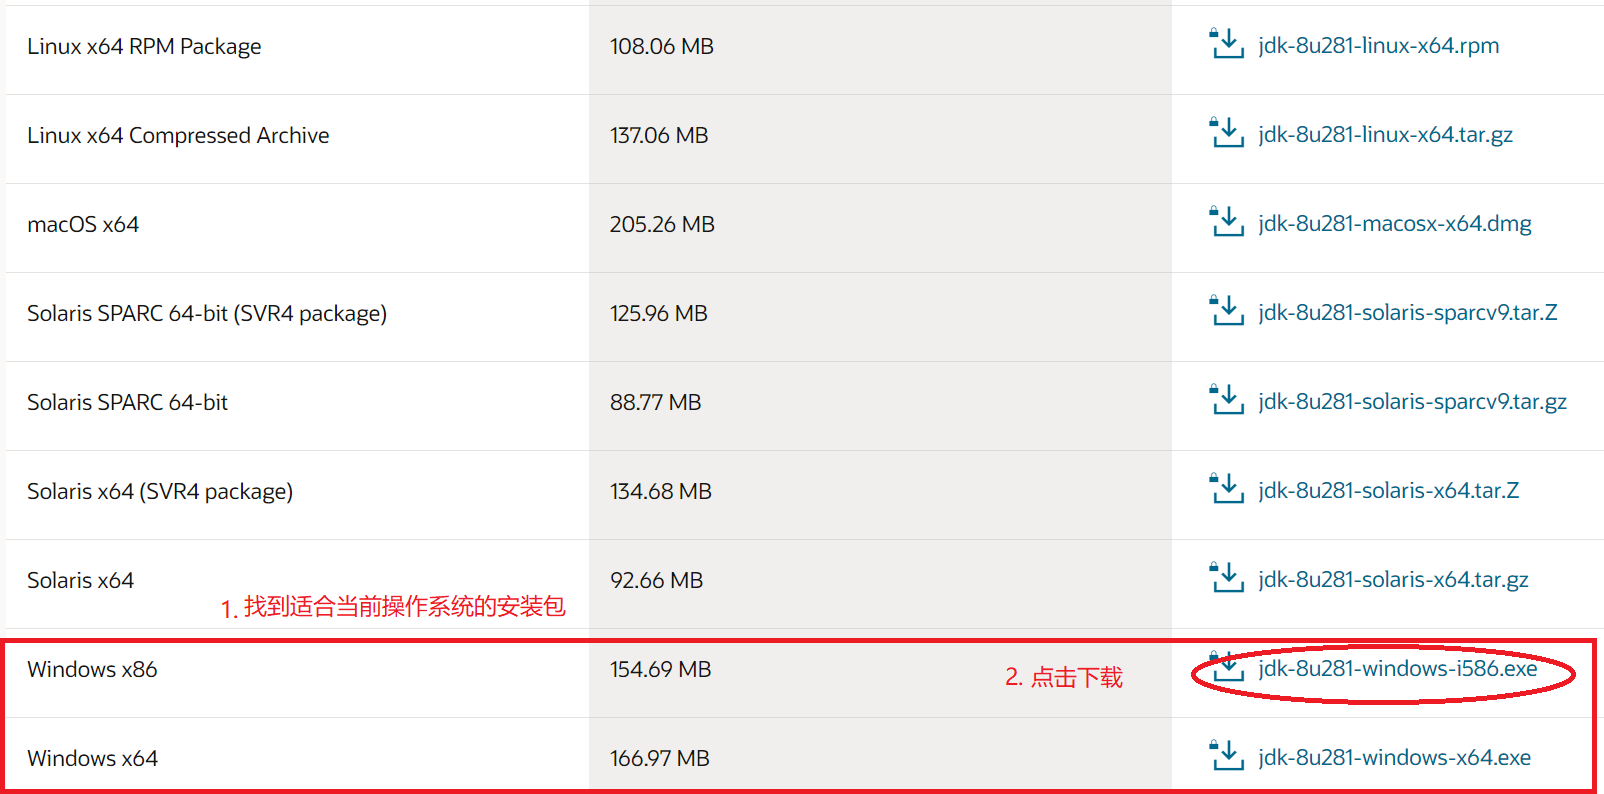 Linux x64 RPM Package 108.06 MB jdk-8u281-linux-x64.rpm
Linux x64 Compressed Archive 137.06 MB jdk-8u281-linux-x64.tar.gz
macOS x64 205.26 MB jdk-8u281-macosx-x64.dmg
Solaris SPARC 64-bit (SVR4 package) 125.96 MB jdk-8u281-solaris-sparcv9.tar.Z
Solaris SPARC 64-bit 88.77 MB jdk-8u281-solaris-sparcv9.tar.gz
Solaris x64 (SVR4 package) 134.68 MB jdk-8u281-solaris-x64.tar.Z
Solaris x64 92.66 MB jdk-8u281-solaris-x64.tar.gz
1. 找到适合当前操作系统的安装包
Windows x86 154.69 MB 2. 点击下载 jdk-8u281-windows-i586.exe
Windows x64 166.97 MB jdk-8u281-windows-x64.exe